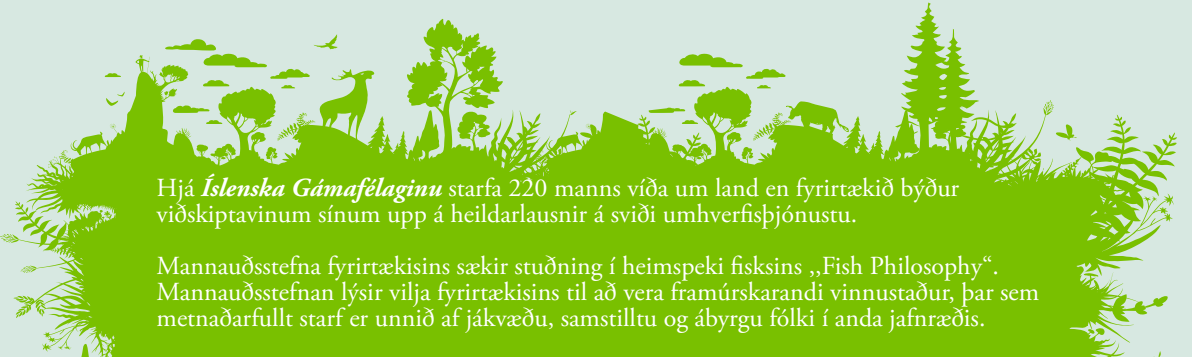 Hjá Íslenska Gámafélaginu starfa 220 manns víða um land en fyrirtækið býður
viðskiptavinum sínum upp á heildarlausnir á sviði umhverfisþjónustu.
Mannauðsstefna fyrirtækisins sækir stuðning í heimspeki fisksins ,,Fish Philosophy“.
Mannauðsstefnan lýsir vilja fyrirtækisins til að vera framúrskarandi vinnustaður, þar sem
metnaðarfullt starf er unnið af jákvæðu, samstilltu og ábyrgu fólki í anda jafnræðis.